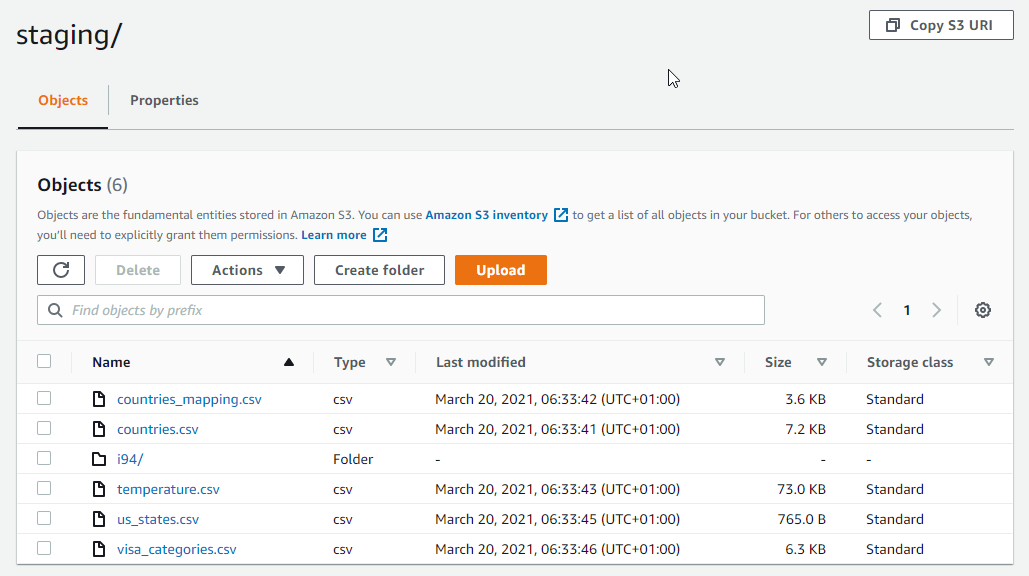 staging/
Copy S3 URI
Objects
Properties
Objects (6)
Objects are the fundamental entities stored in Amazon S3. You can use Amazon S3 inventory to get a list of all objects in your bucket. For others to access your objects,
you'll need to explicitly grant them permissions. Learn more
Delete Actions Create folder Upload
Find objects by prefix 1
Name Type Last modified Size Storage class
countries_mapping.csv csv March 20, 2021, 06:33:42 (UTC+01:00) 3.6 KB Standard
countries.csv csv March 20, 2021, 06:33:41 (UTC+01:00) 7.2 KB Standard
i94/ Folder - - -
temperature.csv csv March 20, 2021, 06:33:43 (UTC+01:00) 73.0 KB Standard
us_states.csv csv March 20, 2021, 06:33:45 (UTC+01:00) 765.0 B Standard
visa_categories.csv csv March 20, 2021, 06:33:46 (UTC+01:00) 6.3 KB Standard